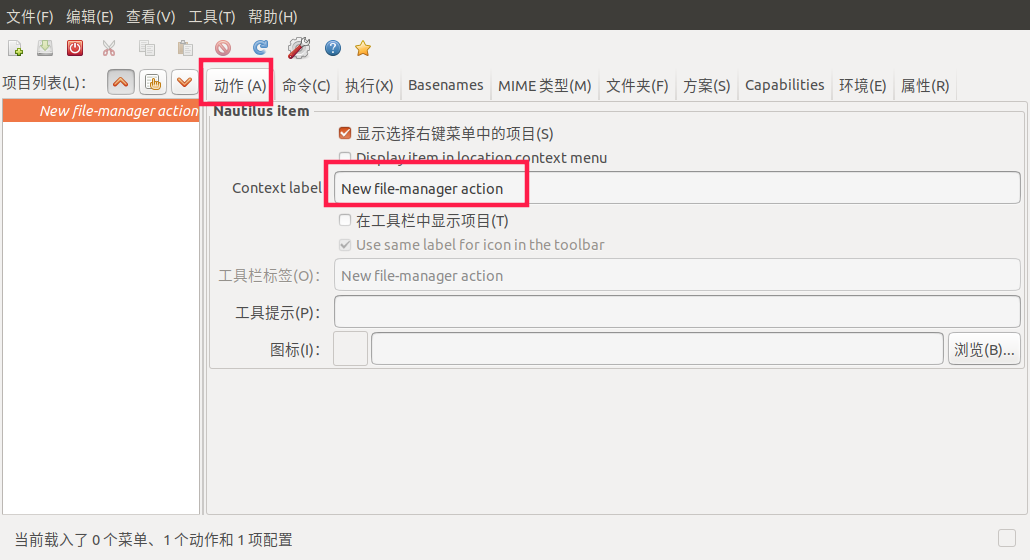 文件(F) 编辑(E) 查看(V) 工具(T) 帮助(H)
项目列表(L)：
动作 (A) 命令(C) 执行(X) Basenames MIME 类型(M) 文件夹(F) 方案(S) Capabilities 环境(E) 属性(R)
New file-manager action
Nautilus item
显示选择右键菜单中的项目(S)
Display item in location context menu
Context label
New file-manager action
在工具栏中显示项目(T)
Use same label for icon in the toolbar
工具栏标签(O)：
New file-manager action
工具提示(P)：
图标(I)：
浏览(B)...
当前载入了 0 个菜单、1 个动作和 1 项配置